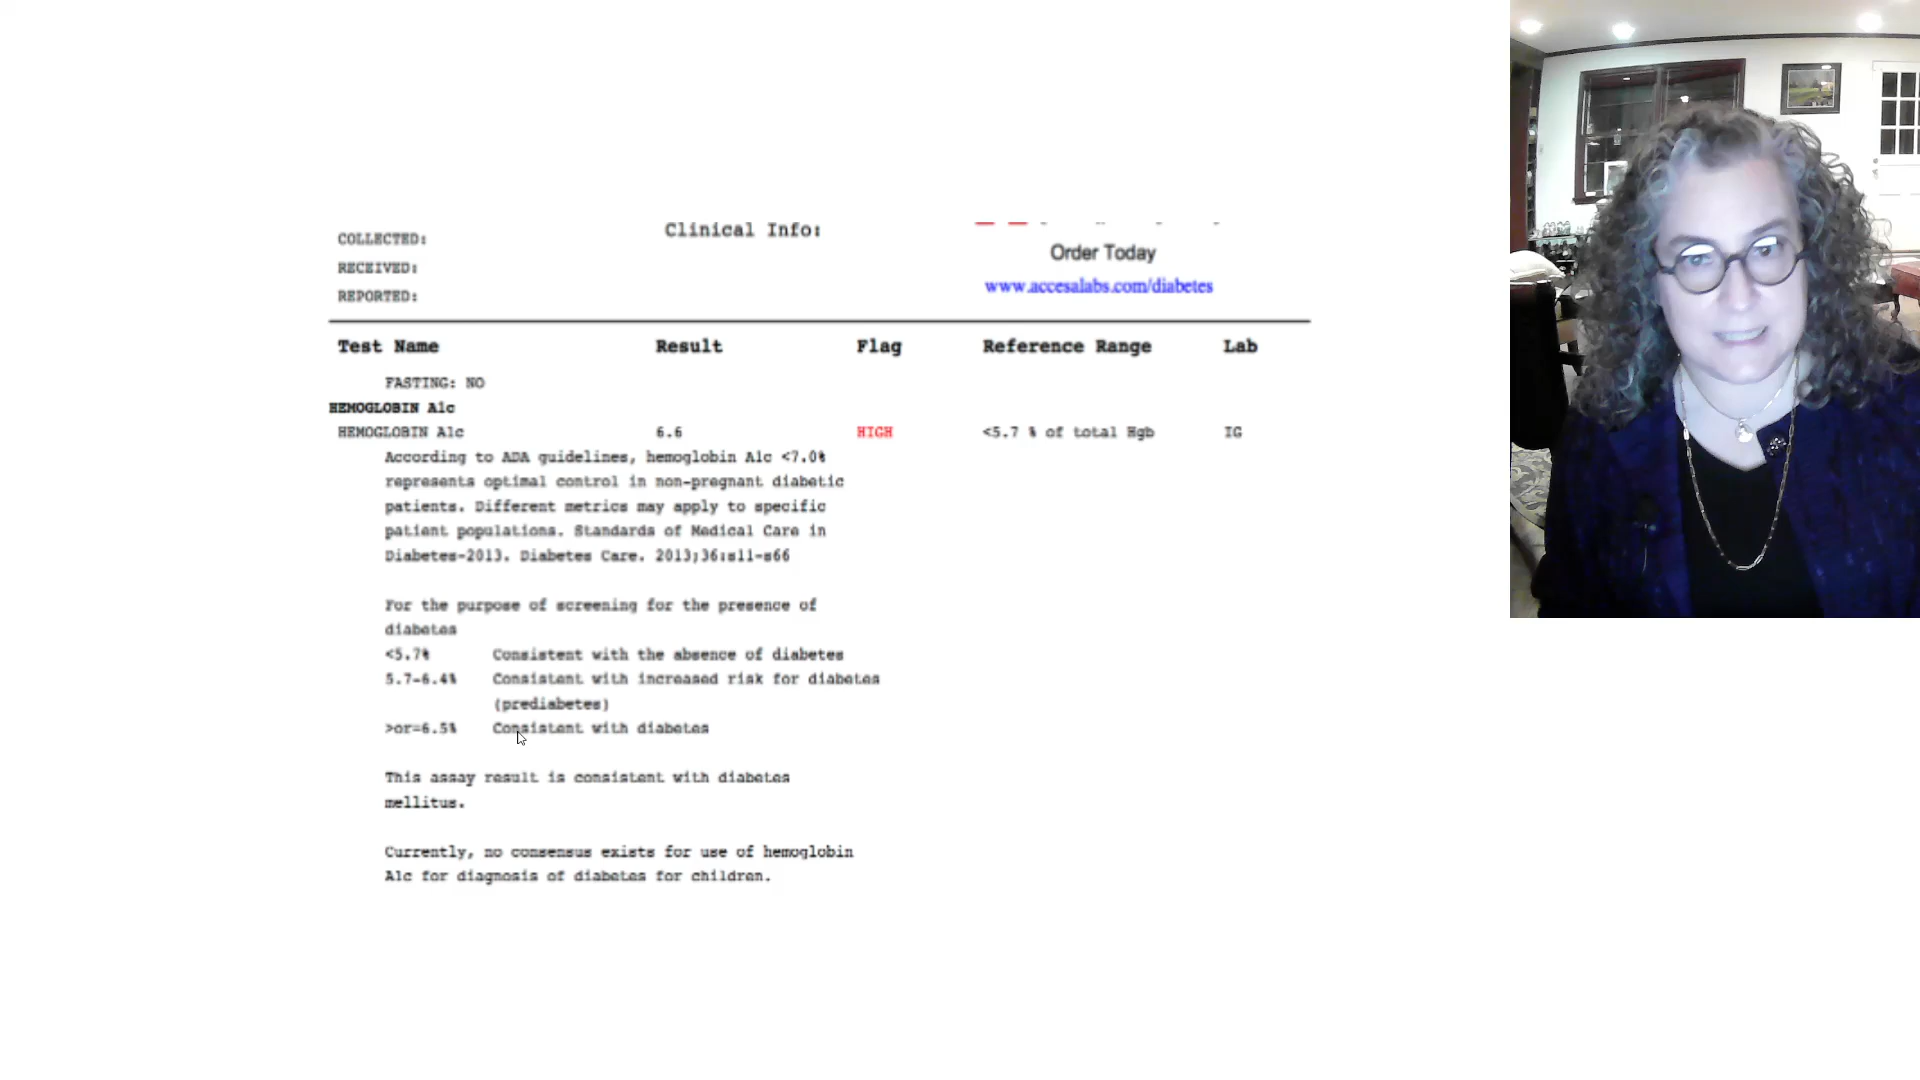 Clinical Info:
COLLECTED:
RECEIVED:
REPORTED:
Order Today
www.accesalabs.com/diabetes
Test Name Result Flag Reference Range Lab
FASTING: NO
HEMOGLOBIN A1c
HEMOGLOBIN A1c 6.6 HIGH <5.7 % of total Hgb IG
According to ADA guidelines, hemoglobin A1c <7.0%
represents optimal control in non-pregnant diabetic
patients. Different metrics may apply to specific
patient populations. Standards of Medical Care in
Diabetes-2013. Diabetes Care. 2013;36:s11-s66
For the purpose of screening for the presence of
diabetes
<5.7% Consistent with the absence of diabetes
5.7-6.4% Consistent with increased risk for diabetes
(prediabetes)
>or=6.5% Consistent with diabetes
This assay result is consistent with diabetes
mellitus.
Currently, no consensus exists for use of hemoglobin
A1c for diagnosis of diabetes for children.